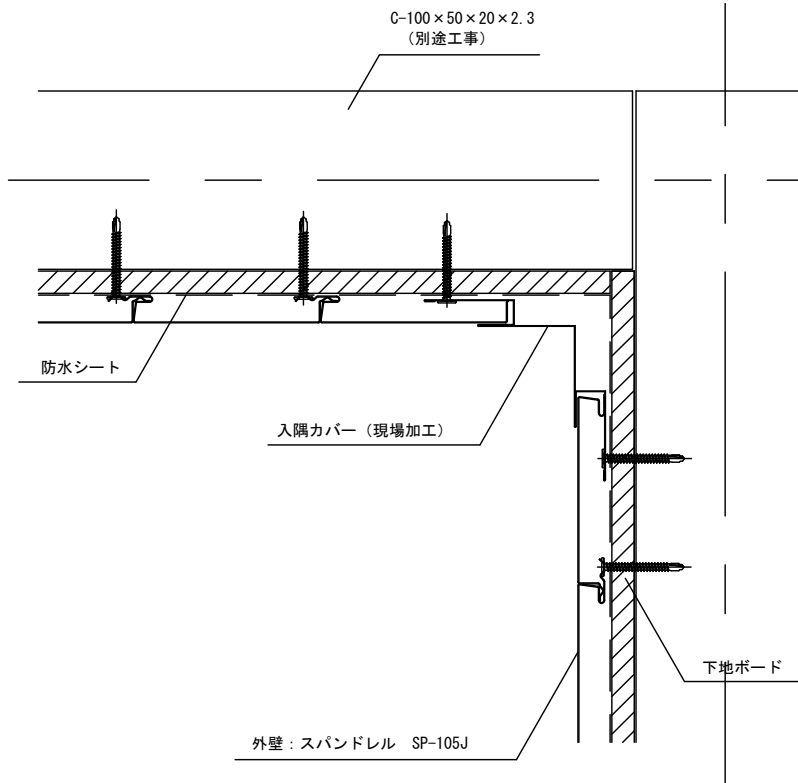 C-100×50×20×2.3
（別途工事）
防水シート
入隅カバー（現場加工）
下地ボード
外壁：スパンドレル　SP-105J